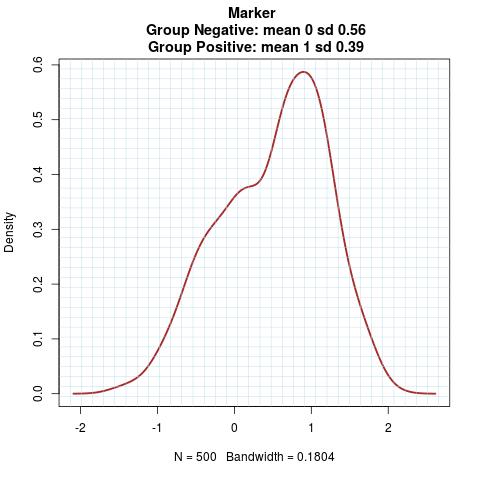 Marker
Group Negative: mean 0 sd 0.56
Group Positive: mean 1 sd 0.39
Density
0.6
0.5
0.4
0.3
0.2
0.1
0.0
-2 -1 0 1 2
N = 500 Bandwidth = 0.1804